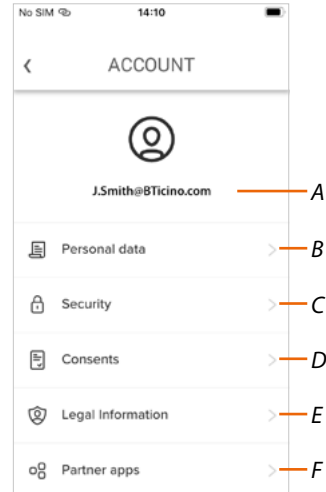 No SIM 14:10
ACCOUNT
J.Smith@BTicino.com A
Personal data B
Security C
Consents D
Legal Information E
Partner apps F